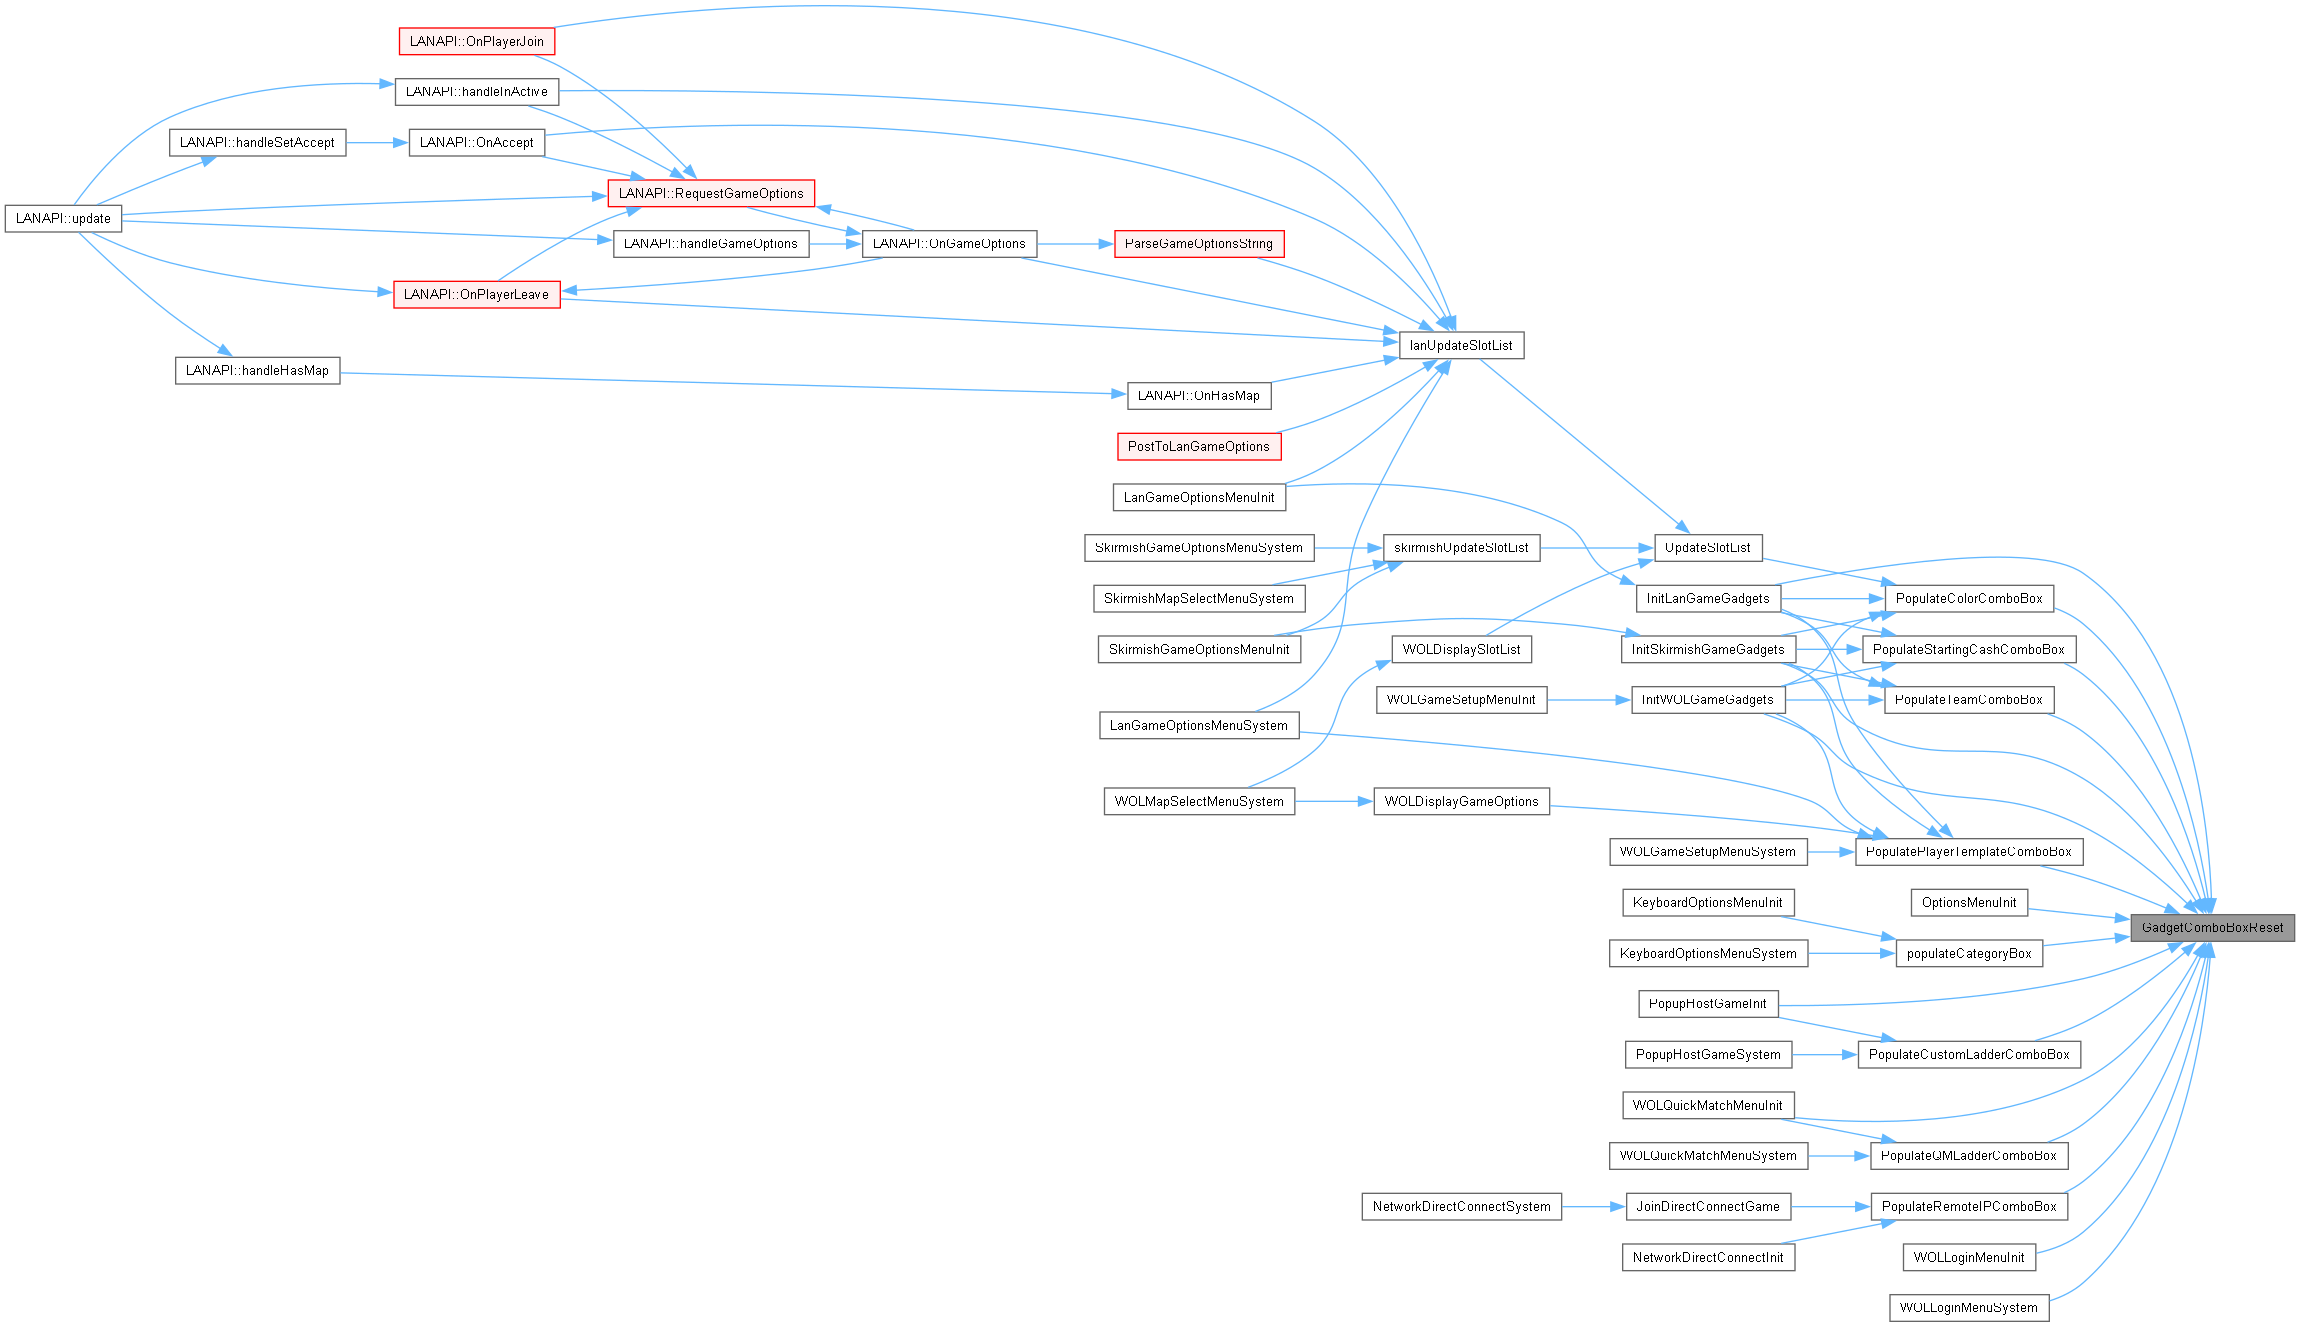 LANAPI::OnPlayerJoin
LANAPI::handleInActive
LANAPI::handleSetAccept
LANAPI::OnAccept
LANAPI::RequestGameOptions
LANAPI::update
LANAPI::handleGameOptions
LANAPI::OnGameOptions
ParseGameOptionsString
LANAPI::OnPlayerLeave
lanUpdateSlotList
LANAPI::handleHasMap
LANAPI::OnHasMap
PostToLanGameOptions
LanGameOptionsMenuInit
SkirmishGameOptionsMenuSystem
skirmishUpdateSlotList
UpdateSlotList
SkirmishMapSelectMenuSystem
InitLanGameGadgets
PopulateColorComboBox
SkirmishGameOptionsMenuInit
WOLDisplaySlotList
InitSkirmishGameGadgets
PopulateStartingCashComboBox
WOLGameSetupMenuInit
InitWOLGameGadgets
PopulateTeamComboBox
LanGameOptionsMenuSystem
WOLMapSelectMenuSystem
WOLDisplayGameOptions
WOLGameSetupMenuSystem
PopulatePlayerTemplateComboBox
KeyboardOptionsMenuInit
OptionsMenuInit
GadgetComboBoxReset
KeyboardOptionsMenuSystem
populateCategoryBox
PopupHostGameInit
PopupHostGameSystem
PopulateCustomLadderComboBox
WOLQuickMatchMenuInit
WOLQuickMatchMenuSystem
PopulateQMLadderComboBox
NetworkDirectConnectSystem
JoinDirectConnectGame
PopulateRemoteIPComboBox
NetworkDirectConnectInit
WOLLoginMenuInit
WOLLoginMenuSystem